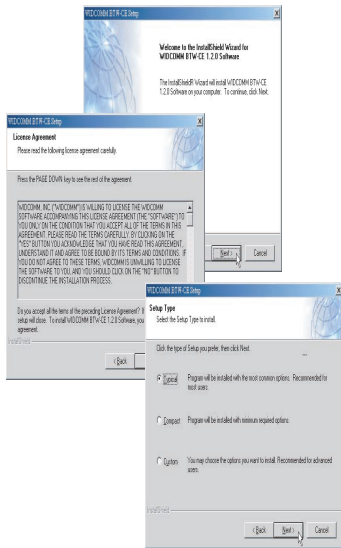 WIDCOMM BTW-CE Setup
Welcome to the InstallShield Wizard for
WIDCOMM BTW-CE 1.2.0 Software
The InstallShieldR Wizard will install WIDCOMM BTW-CE
1.2.0 Software on your computer. To continue, click Next.
Next >
Cancel
WIDCOMM BTW-CE Setup
License Agreement
Please read the following license agreement carefully.
Press the PAGE DOWN key to see the rest of the agreement.
WIDCOMM, INC. ("WIDCOMM") IS WILLING TO LICENSE THE WIDCOMM
SOFTWARE ACCOMPANYING THIS LICENSE AGREEMENT (THE "SOFTWARE") TO
YOU ONLY ON THE CONDITION THAT YOU ACCEPT ALL OF THE TERMS IN THIS
AGREEMENT. PLEASE READ THE TERMS CAREFULLY. BY CLICKING ON THE
"YES" BUTTON YOU ACKNOWLEDGE THAT YOU HAVE READ THIS AGREEMENT,
UNDERSTAND IT AND AGREE TO BE BOUND BY ITS TERMS AND CONDITIONS. IF
YOU DO NOT AGREE TO THESE TERMS, WIDCOMM IS UNWILLING TO LICENSE
THE SOFTWARE TO YOU, AND YOU SHOULD CLICK ON THE "NO" BUTTON TO
DISCONTINUE THE INSTALLATION PROCESS.
Do you accept all the terms of the preceding License Agreement? If
setup will close. To install WIDCOMM BTW-CE 1.2.0 Software, you
agreement.
InstallShield
< Back
WIDCOMM BTW-CE Setup
Setup Type
Select the Setup Type to install.
Click the type of Setup you prefer, then click Next.
Typical Program will be installed with the most common options. Recommended for
most users.
Compact Program will be installed with minimum required options.
Custom You may choose the options you want to install. Recommended for advanced
users.
InstallShield
< Back
Next >
Cancel